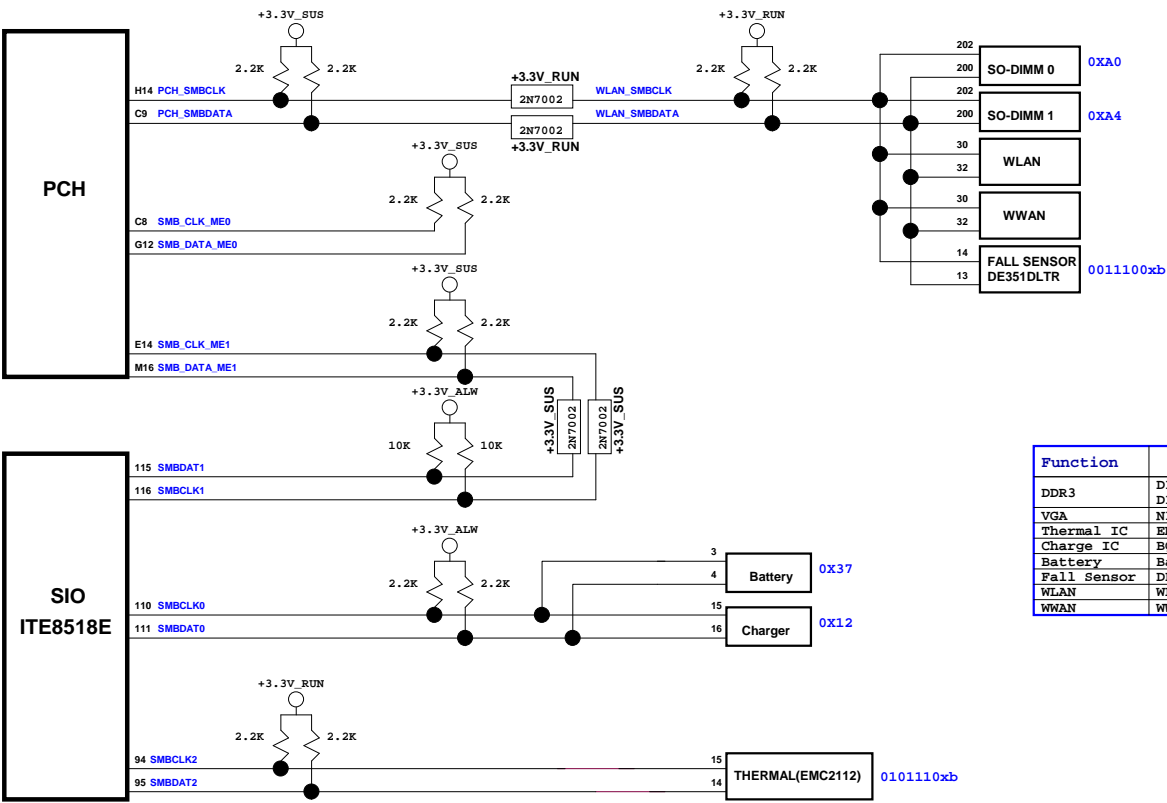 +3.3V_SUS
+3.3V_RUN
2.2K 2.2K
+3.3V_RUN
2.2K 2.2K
H14 PCH_SMBCLK
2N7002
WLAN_SMBCLK
C9 PCH_SMBDATA
2N7002
WLAN_SMBDATA
+3.3V_RUN
202
200
SO-DIMM 0
0XA0
202
200
SO-DIMM 1
0XA4
30
32
WLAN
30
32
WWAN
14
13
FALL SENSOR
DE351DLTR
0011100xb
PCH
+3.3V_SUS
2.2K 2.2K
C8 SMB_CLK_ME0
G12 SMB_DATA_ME0
+3.3V_SUS
2.2K 2.2K
E14 SMB_CLK_ME1
M16 SMB_DATA_ME1
+3.3V_SUS
2N7002
2N7002
+3.3V_SUS
+3.3V_ALW
10K 10K
115 SMBDAT1
116 SMBCLK1
SIO
ITE8518E
+3.3V_ALW
2.2K 2.2K
110 SMBCLK0
111 SMBDAT0
3
4
Battery
0X37
15
16
Charger
0X12
+3.3V_RUN
2.2K 2.2K
94 SMBCLK2
95 SMBDAT2
15
14
THERMAL(EMC2112)
0101110xb
Function
DDR3
VGA
Thermal IC
Charge IC
Battery
Fall Sensor
WLAN
WWAN